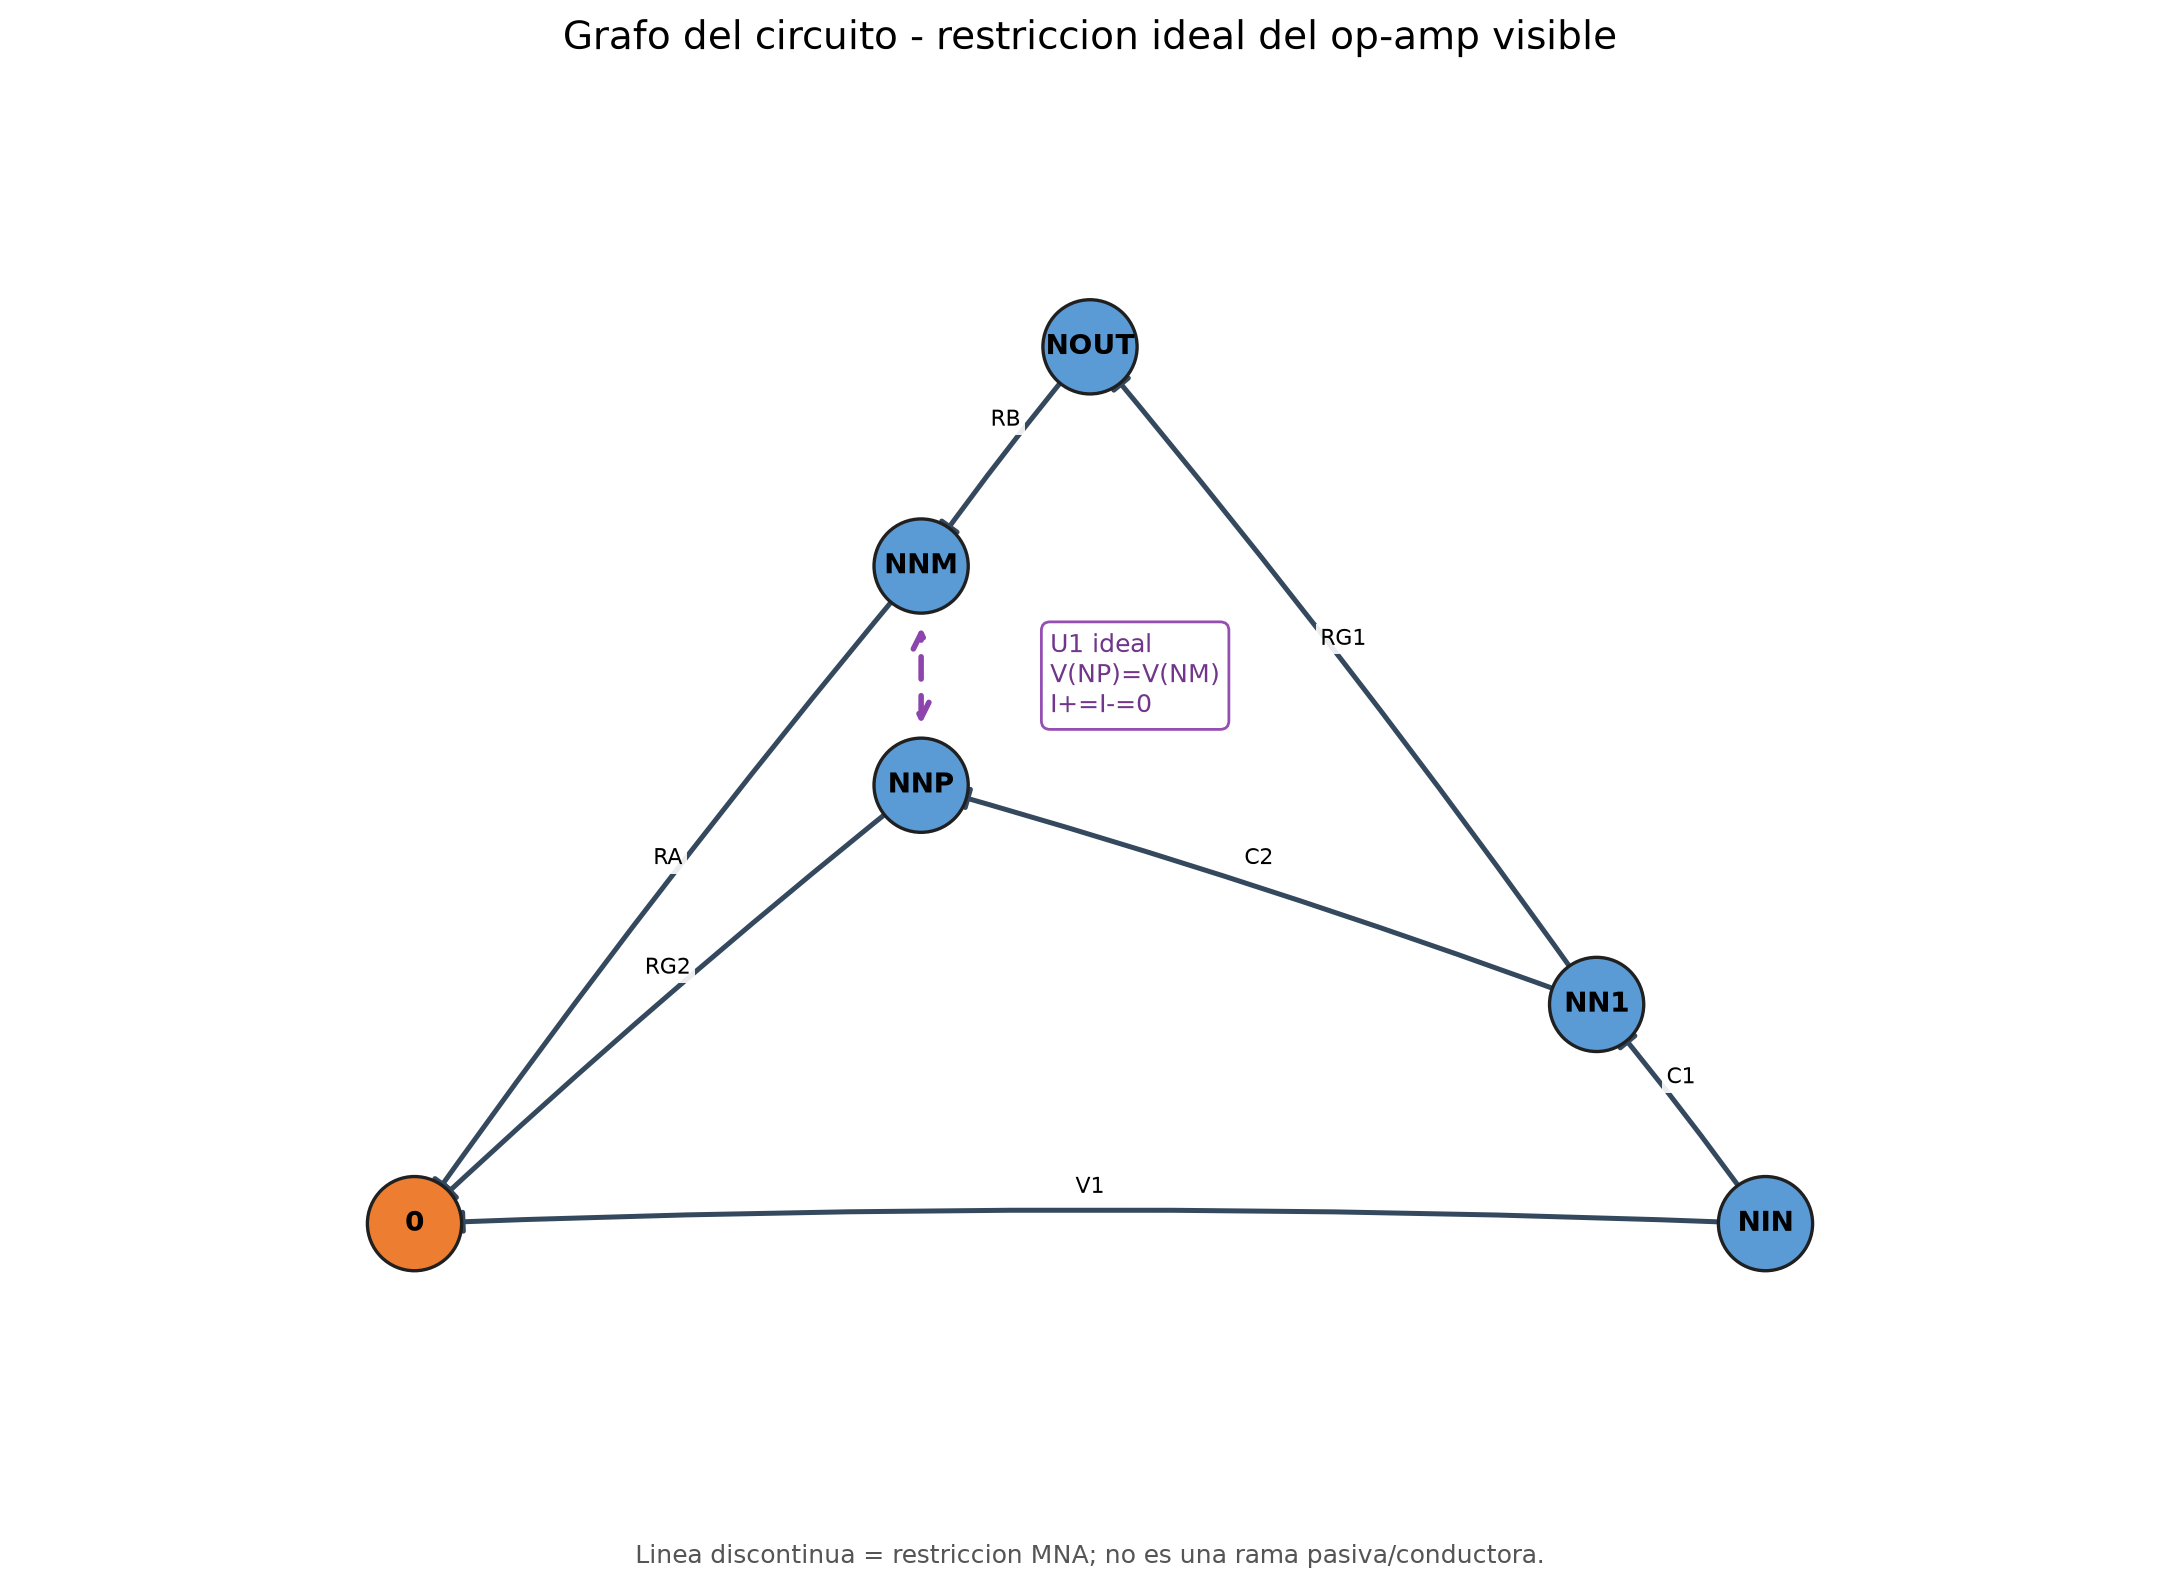 Grafo del circuito - restriccion ideal del op-amp visible
NOUT
RB
NNM
U1 ideal
V(NP)=V(NM)
I+=I-=0
RG1
NNP
RA
C2
RG2
NN1
C1
V1
0
NIN
Linea discontinua = restriccion MNA; no es una rama pasiva/conductora.